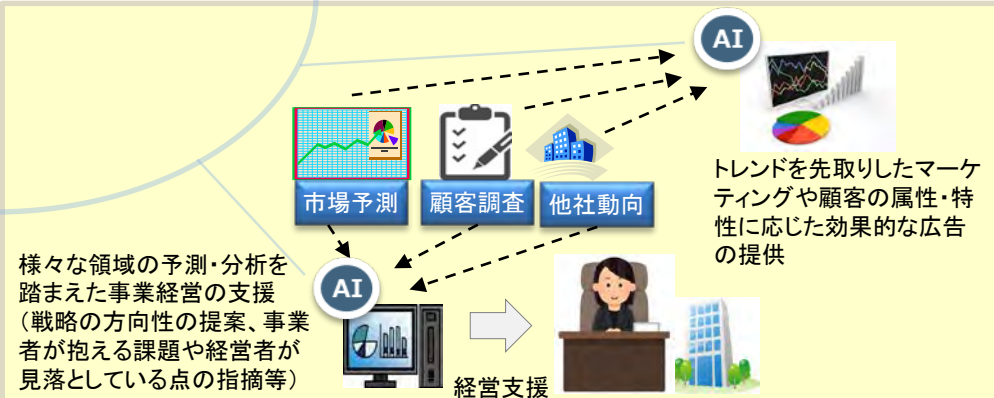 AI
トレンドを先取りしたマーケ
ティングや顧客の属性・特
性に応じた効果的な広告
の提供
市場予測
顧客調査
他社動向
様々な領域の予測・分析を
踏まえた事業経営の支援
（戦略の方向性の提案、事業
者が抱える課題や経営者が
見落としている点の指摘等）
AI
経営支援